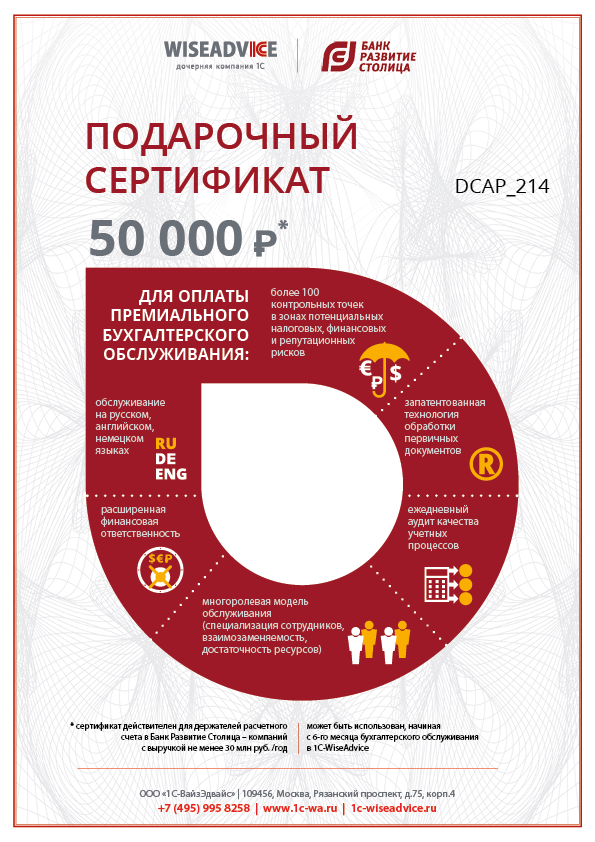 WISEADVICE
дочерняя компания 1С
БАНК
РАЗВИТИЕ
СТОЛИЦА
ПОДАРОЧНЫЙ
СЕРТИФИКАТ
DCAP_214
50 000 ₽*
ДЛЯ ОПЛАТЫ
ПРЕМИАЛЬНОГО
БУХГАЛТЕРСКОГО
ОБСЛУЖИВАНИЯ:
более 100
контрольных точек
в зонах потенциальных
налоговых, финансовых
и репутационных
рисков
€ ₽ $
запатентованная
технология
обработки
первичных
документов
®
ежедневный
аудит качества
учетных
процессов
многоролевая модель
обслуживания
(специализация сотрудников,
взаимозаменяемость,
достаточность ресурсов)
расширенная
финансовая
ответственность
$€₽
обслуживание
на русском,
английском,
немецком
языках
RU
DE
ENG
* сертификат действителен для держателей расчетного
счета в Банк Развитие Столица – компаний
с выручкой не менее 30 млн руб. /год
может быть использован, начиная
с 6-го месяца бухгалтерского обслуживания
в 1C-WiseAdvice
ООО «1С-ВайзЭдвайс» | 109456, Москва, Рязанский проспект, д.75, корп.4
+7 (495) 995 8258 | www.1c-wa.ru | 1c-wiseadvice.ru